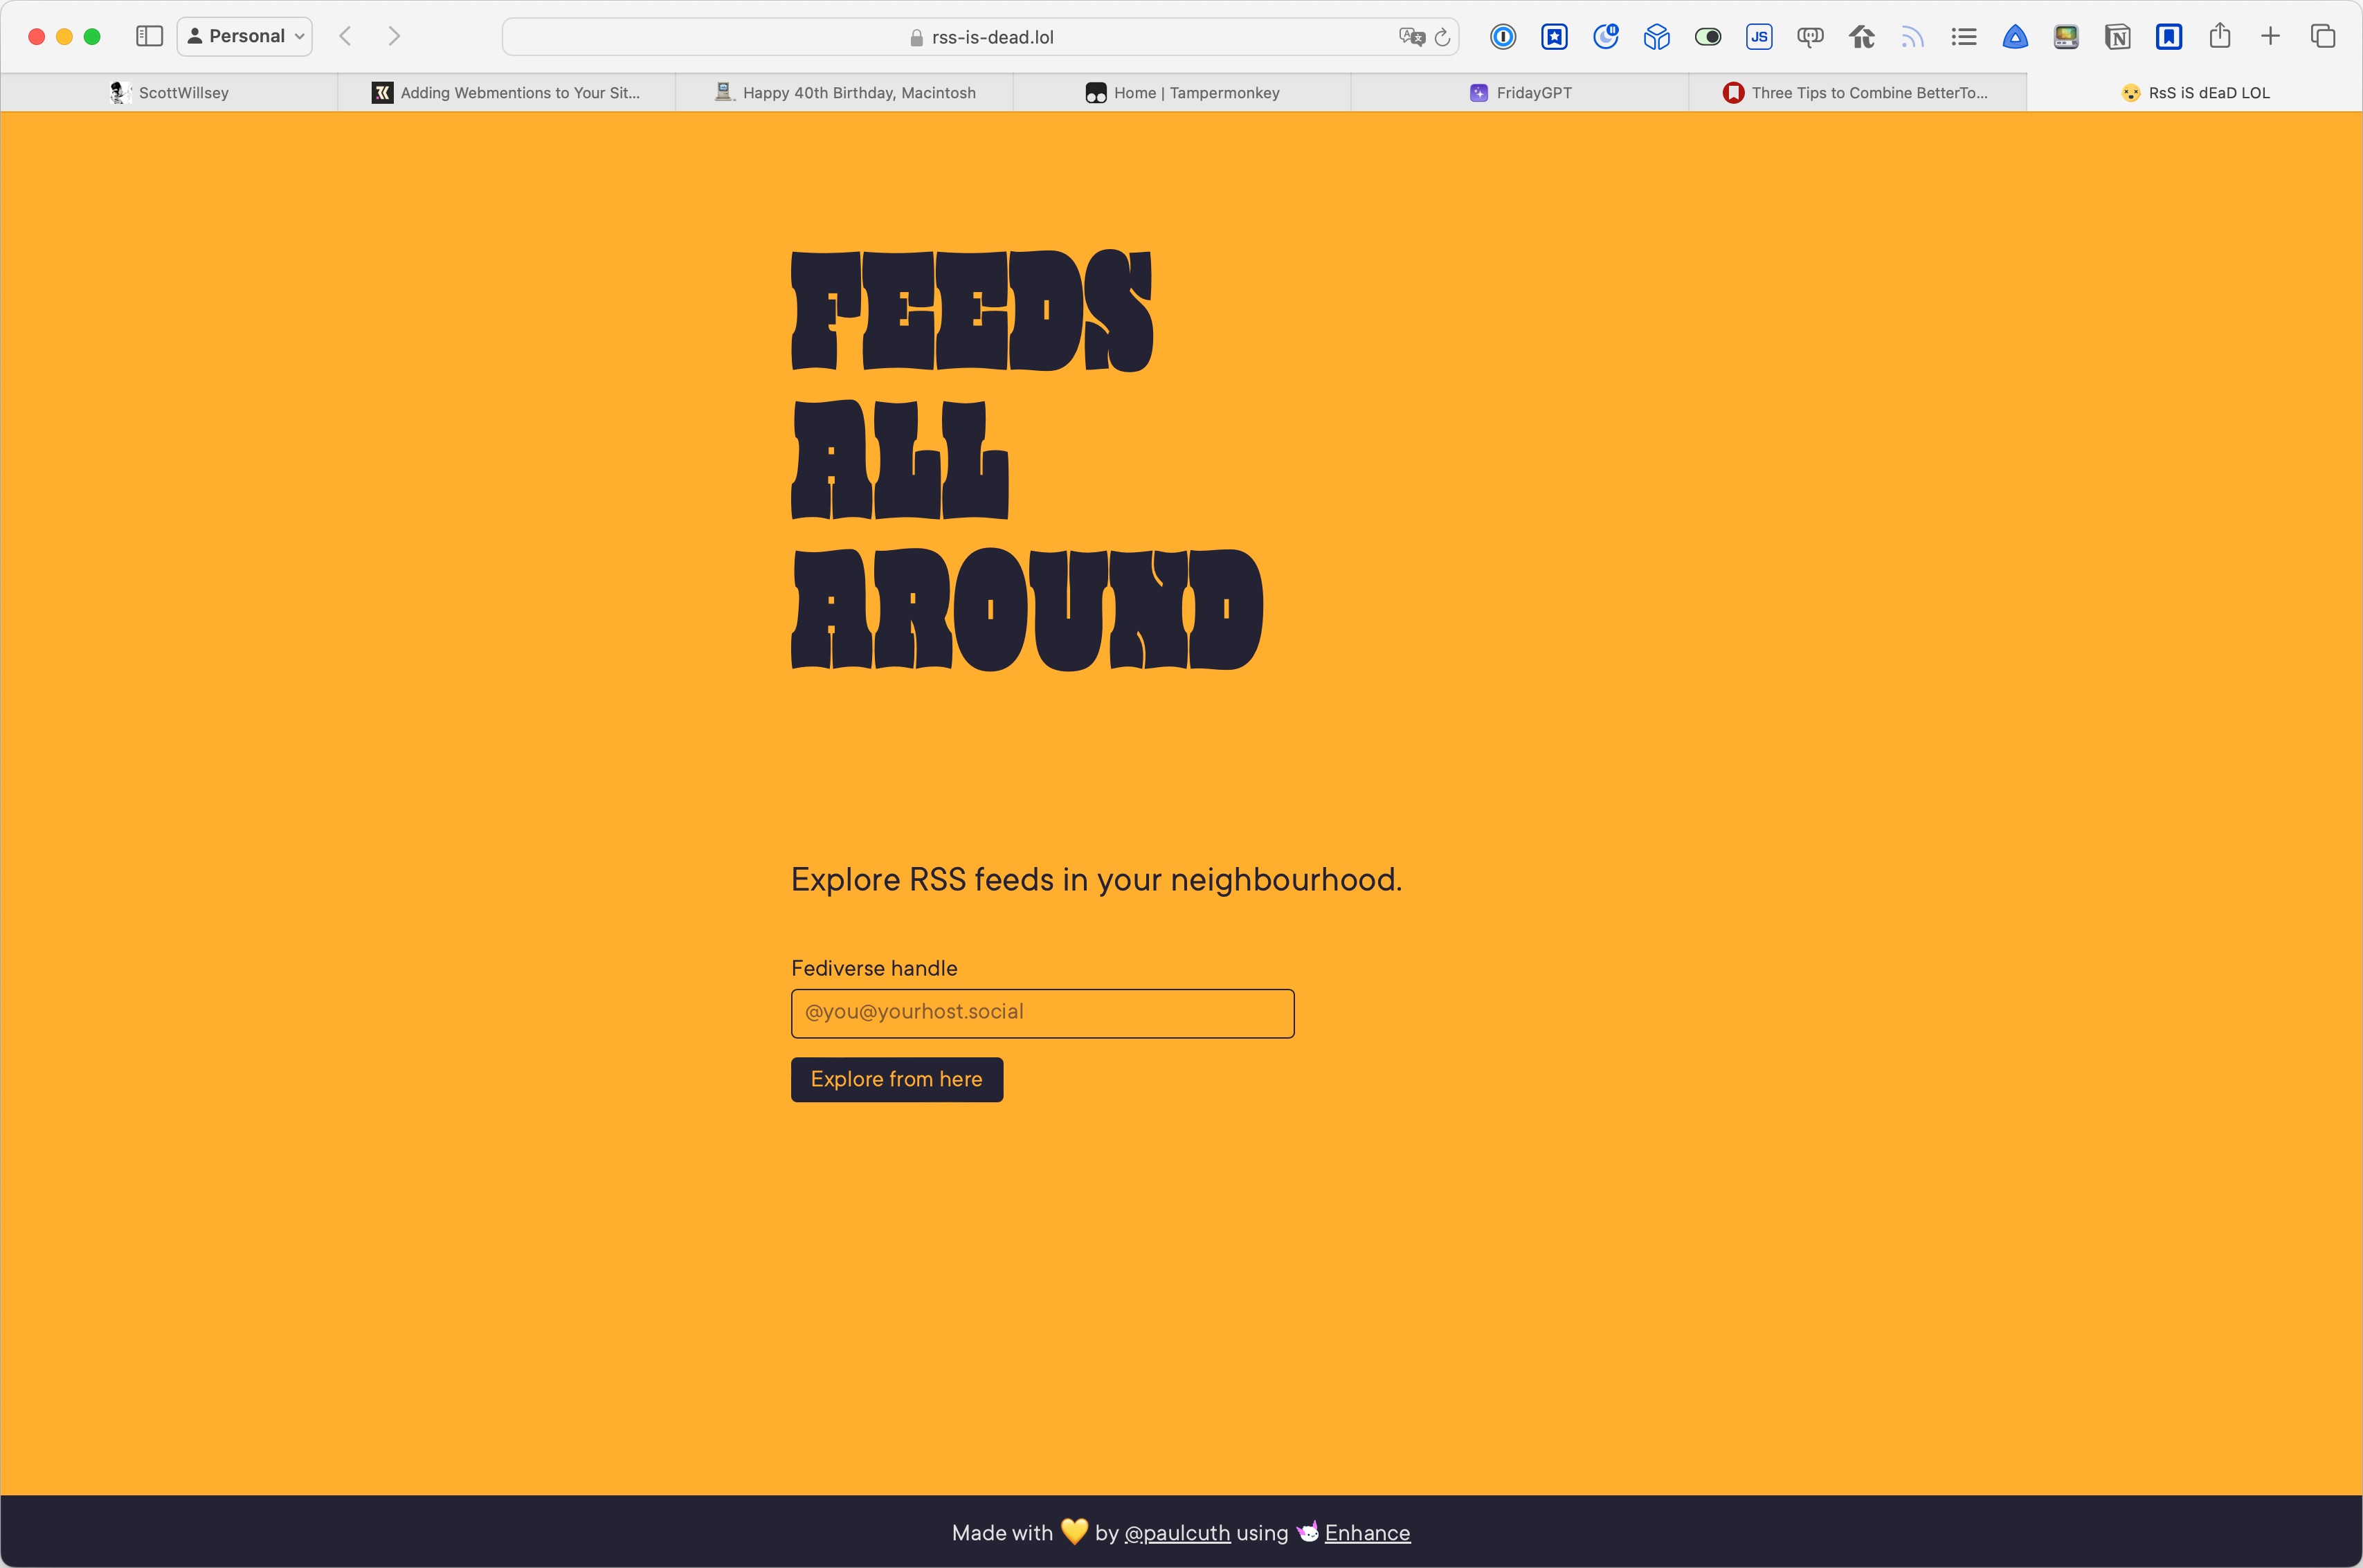 Personal
rss-is-dead.lol
JS
ScottWillsey
Adding Webmentions to Your Sit...
Happy 40th Birthday, Macintosh
Home | Tampermonkey
FridayGPT
Three Tips to Combine BetterTo...
RsS iS dEaD LOL
FEEDS
ALL
AROUND
Explore RSS feeds in your neighbourhood.
Fediverse handle
@you@yourhost.social
Explore from here
Made with 💛 by @paulcuth using Enhance